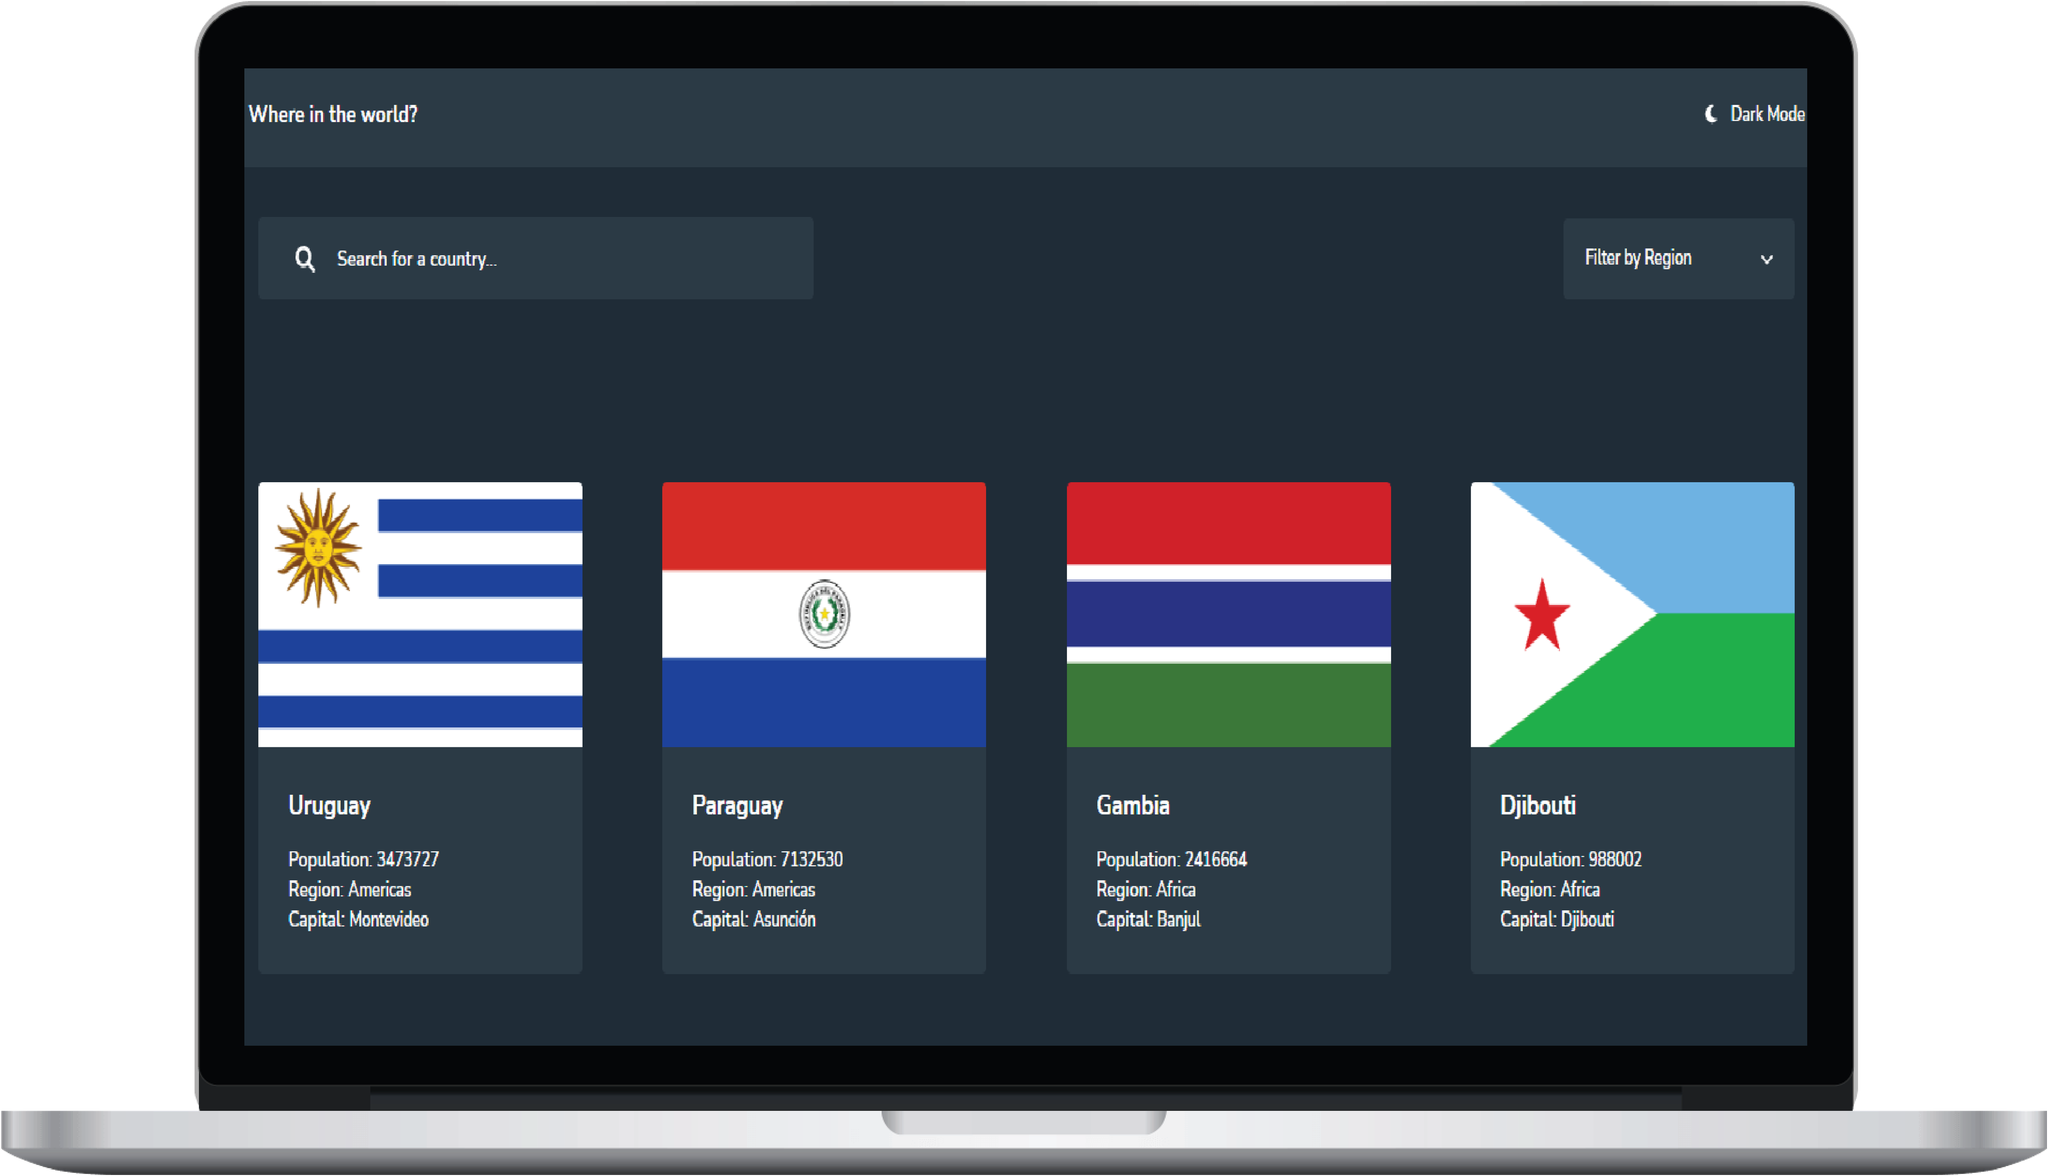 Where in the world?
Dark Mode
Search for a country...
Filter by Region
Uruguay
Population: 3473727
Region: Americas
Capital: Montevideo
Paraguay
Population: 7132530
Region: Americas
Capital: Asunción
Gambia
Population: 2416664
Region: Africa
Capital: Banjul
Djibouti
Population: 988002
Region: Africa
Capital: Djibouti